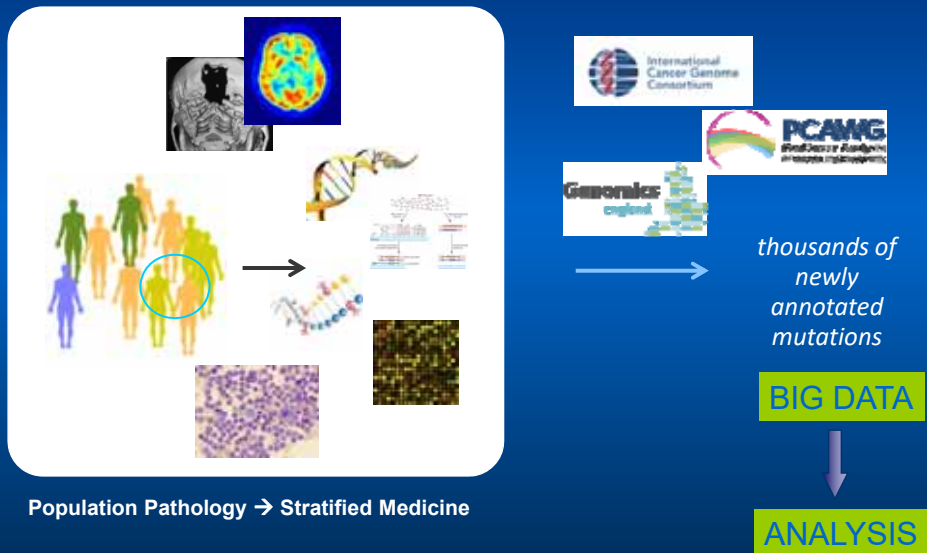 International
Cancer Genome
Consortium
PCAWG
Genomics
england
thousands of
newly
annotated
mutations
BIG DATA
Population Pathology → Stratified Medicine
ANALYSIS